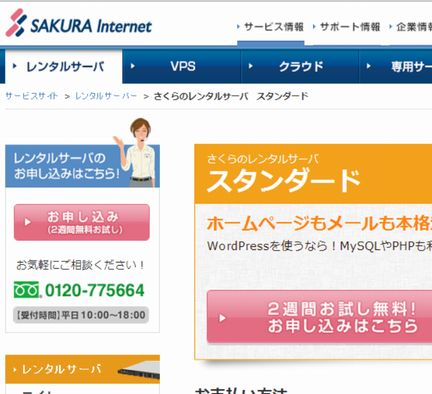 SAKURA Internet
サービス情報
サポート情報
企業情報
レンタルサーバ
VPS
クラウド
専用サー
サービスサイト > レンタルサーバー > さくらのレンタルサーバ スタンダード
レンタルサーバの
お申し込みはこちら!
お申し込み
(2週間無料お試し)
お気軽にご相談ください!
0120-775664
【受付時間】平日10:00～18:00
レンタルサーバ
さくらのレンタルサーバ
スタンダード
ホームページもメールも本格
WordPressを使うなら!MySQLやPHPも
2週間お試し無料!
お申し込みはこちら
お支払い方法